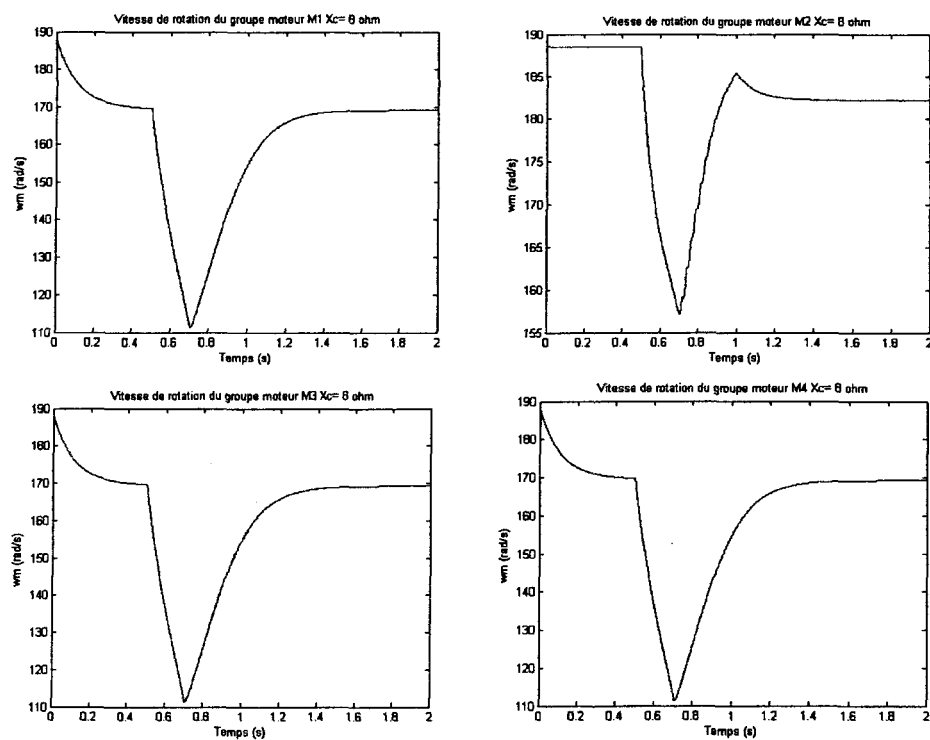 Vitesse de rotation du groupe moteur M1 Xc= 8 ohm
190
180
170
160
150
140
130
120
110
wm (rad/s)
0 0.2 0.4 0.6 0.8 1 1.2 1.4 1.6 1.8 2
Temps (s)
Vitesse de rotation du groupe moteur M2 Xc= 8 ohm
190
185
180
175
170
165
160
155
wm (rad/s)
0 0.2 0.4 0.6 0.8 1 1.2 1.4 1.6 1.8 2
Temps (s)
Vitesse de rotation du groupe moteur M3 Xc= 8 ohm
190
180
170
160
150
140
130
120
110
wm (rad/s)
0 0.2 0.4 0.6 0.8 1 1.2 1.4 1.6 1.8 2
Temps (s)
Vitesse de rotation du groupe moteur M4 Xc= 8 ohm
190
180
170
160
150
140
130
120
110
wm (rad/s)
0 0.2 0.4 0.6 0.8 1 1.2 1.4 1.6 1.8 2
Temps (s)